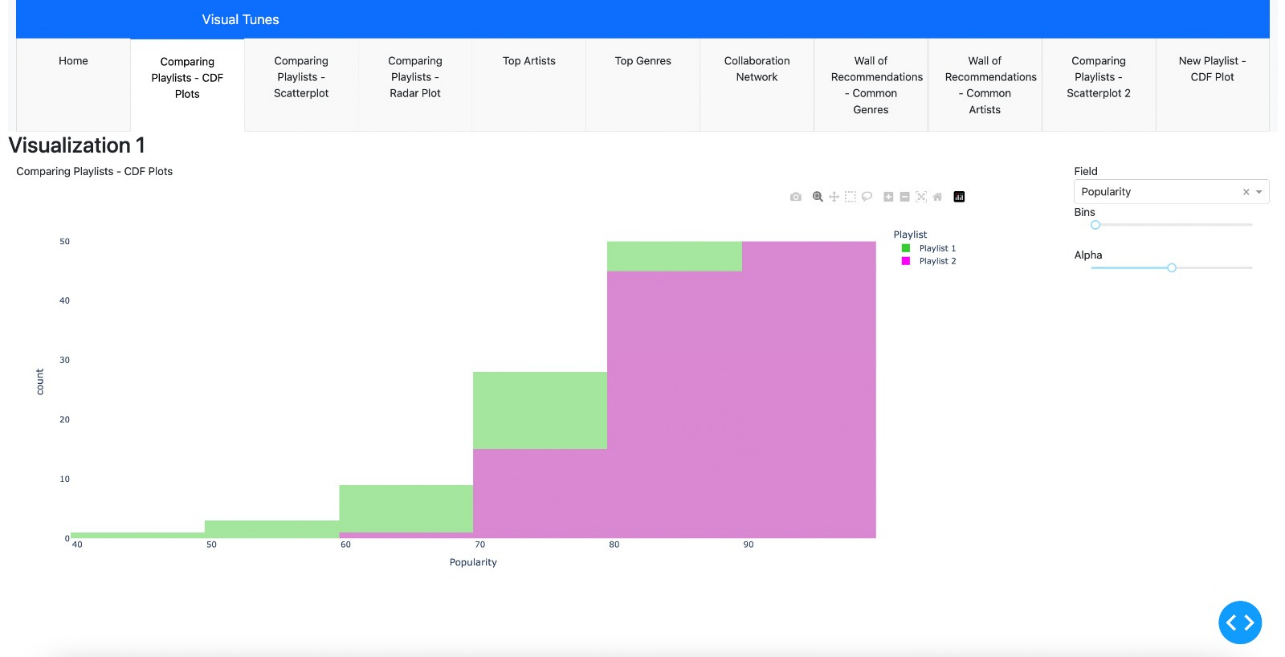 Visual Tunes
Home
Comparing
Playlists - CDF
Plots
Comparing
Playlists -
Scatterplot
Comparing
Playlists -
Radar Plot
Top Artists
Top Genres
Collaboration
Network
Wall of
Recommendations
- Common
Genres
Wall of
Recommendations
- Common
Artists
Comparing
Playlists -
Scatterplot 2
New Playlist -
CDF Plot
Visualization 1
Comparing Playlists - CDF Plots
Field
Popularity
Bins
Alpha
Playlist
Playlist 1
Playlist 2
50
40
30
20
10
0
count
40 50 60 70 80 90
Popularity